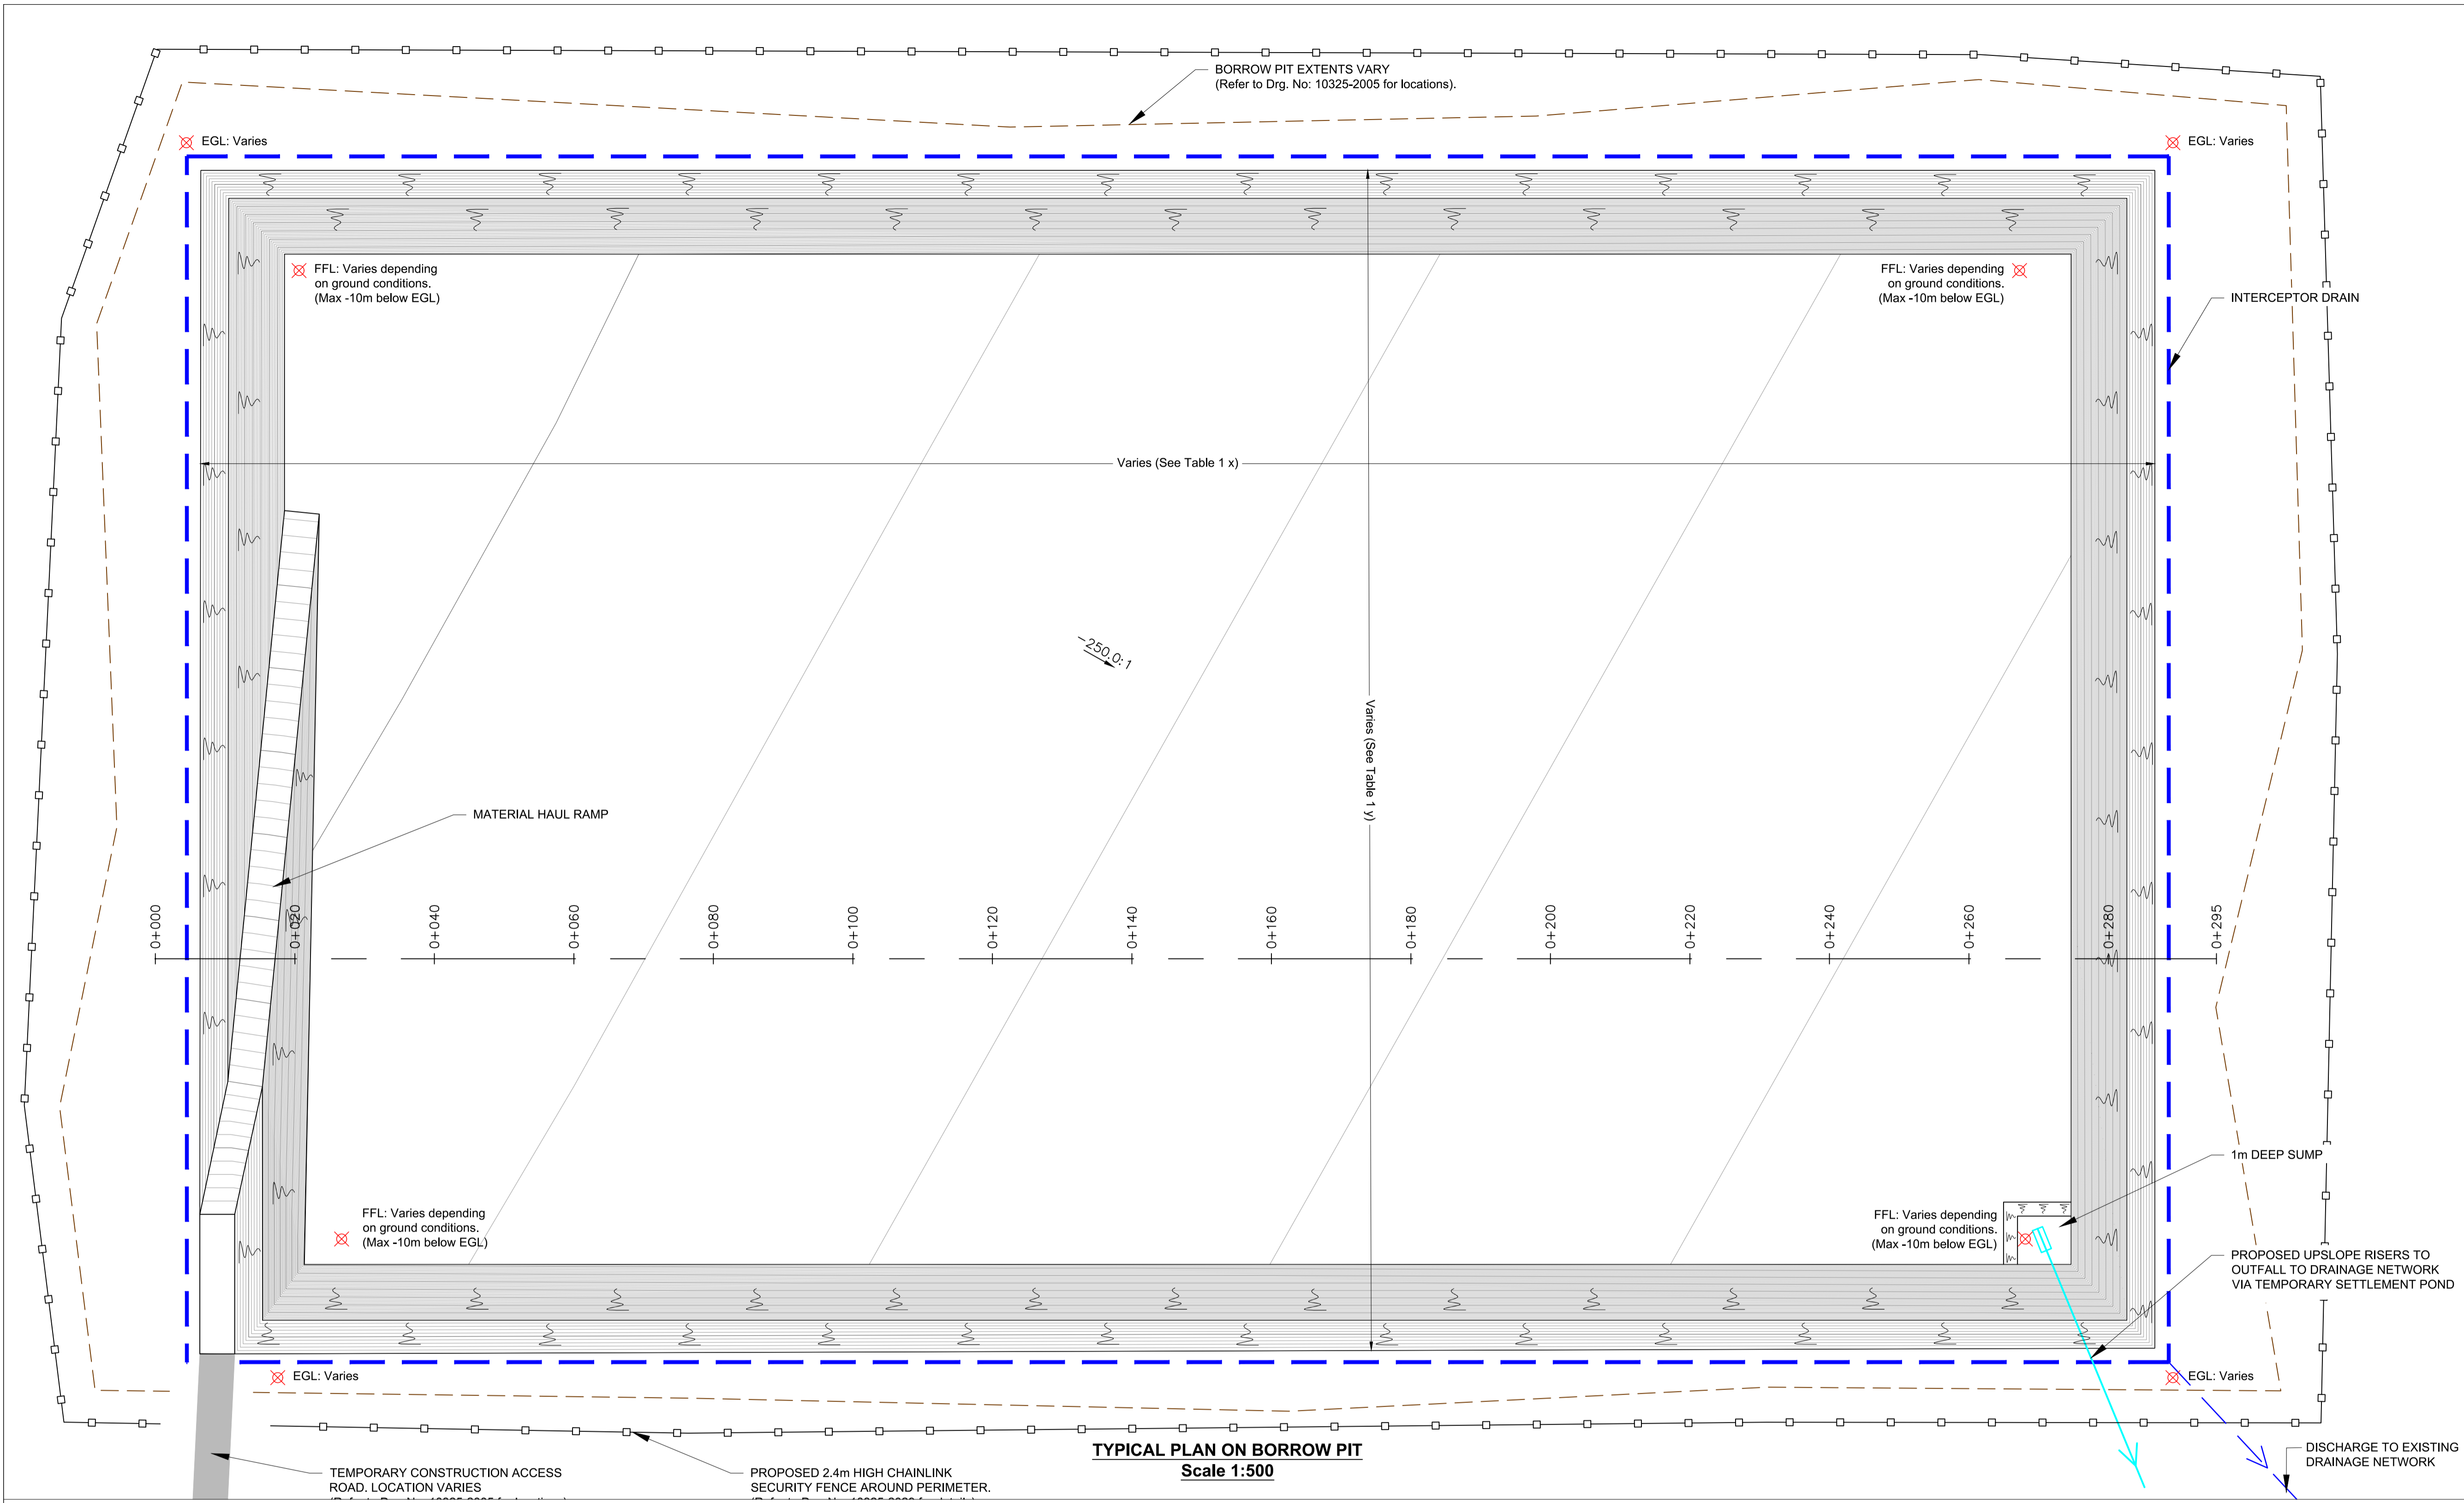 BORROW PIT EXTENTS VARY
(Refer to Drg. No: 10325-2005 for locations).
EGL: Varies
EGL: Varies
FFL: Varies depending
on ground conditions.
(Max -10m below EGL)
FFL: Varies depending
on ground conditions.
(Max -10m below EGL)
INTERCEPTOR DRAIN
Varies (See Table 1 x)
-250.0:1
Varies (See Table 1 y)
MATERIAL HAUL RAMP
0+000
0+020
0+040
0+060
0+080
0+100
0+120
0+140
0+160
0+180
0+200
0+220
0+240
0+260
0+280
0+295
1m DEEP SUMP
FFL: Varies depending
on ground conditions.
(Max -10m below EGL)
FFL: Varies depending
on ground conditions.
(Max -10m below EGL)
PROPOSED UPSLOPE RISERS TO
OUTFALL TO DRAINAGE NETWORK
VIA TEMPORARY SETTLEMENT POND
EGL: Varies
EGL: Varies
TYPICAL PLAN ON BORROW PIT
Scale 1:500
TEMPORARY CONSTRUCTION ACCESS
ROAD. LOCATION VARIES
PROPOSED 2.4m HIGH CHAINLINK
SECURITY FENCE AROUND PERIMETER.
DISCHARGE TO EXISTING
DRAINAGE NETWORK